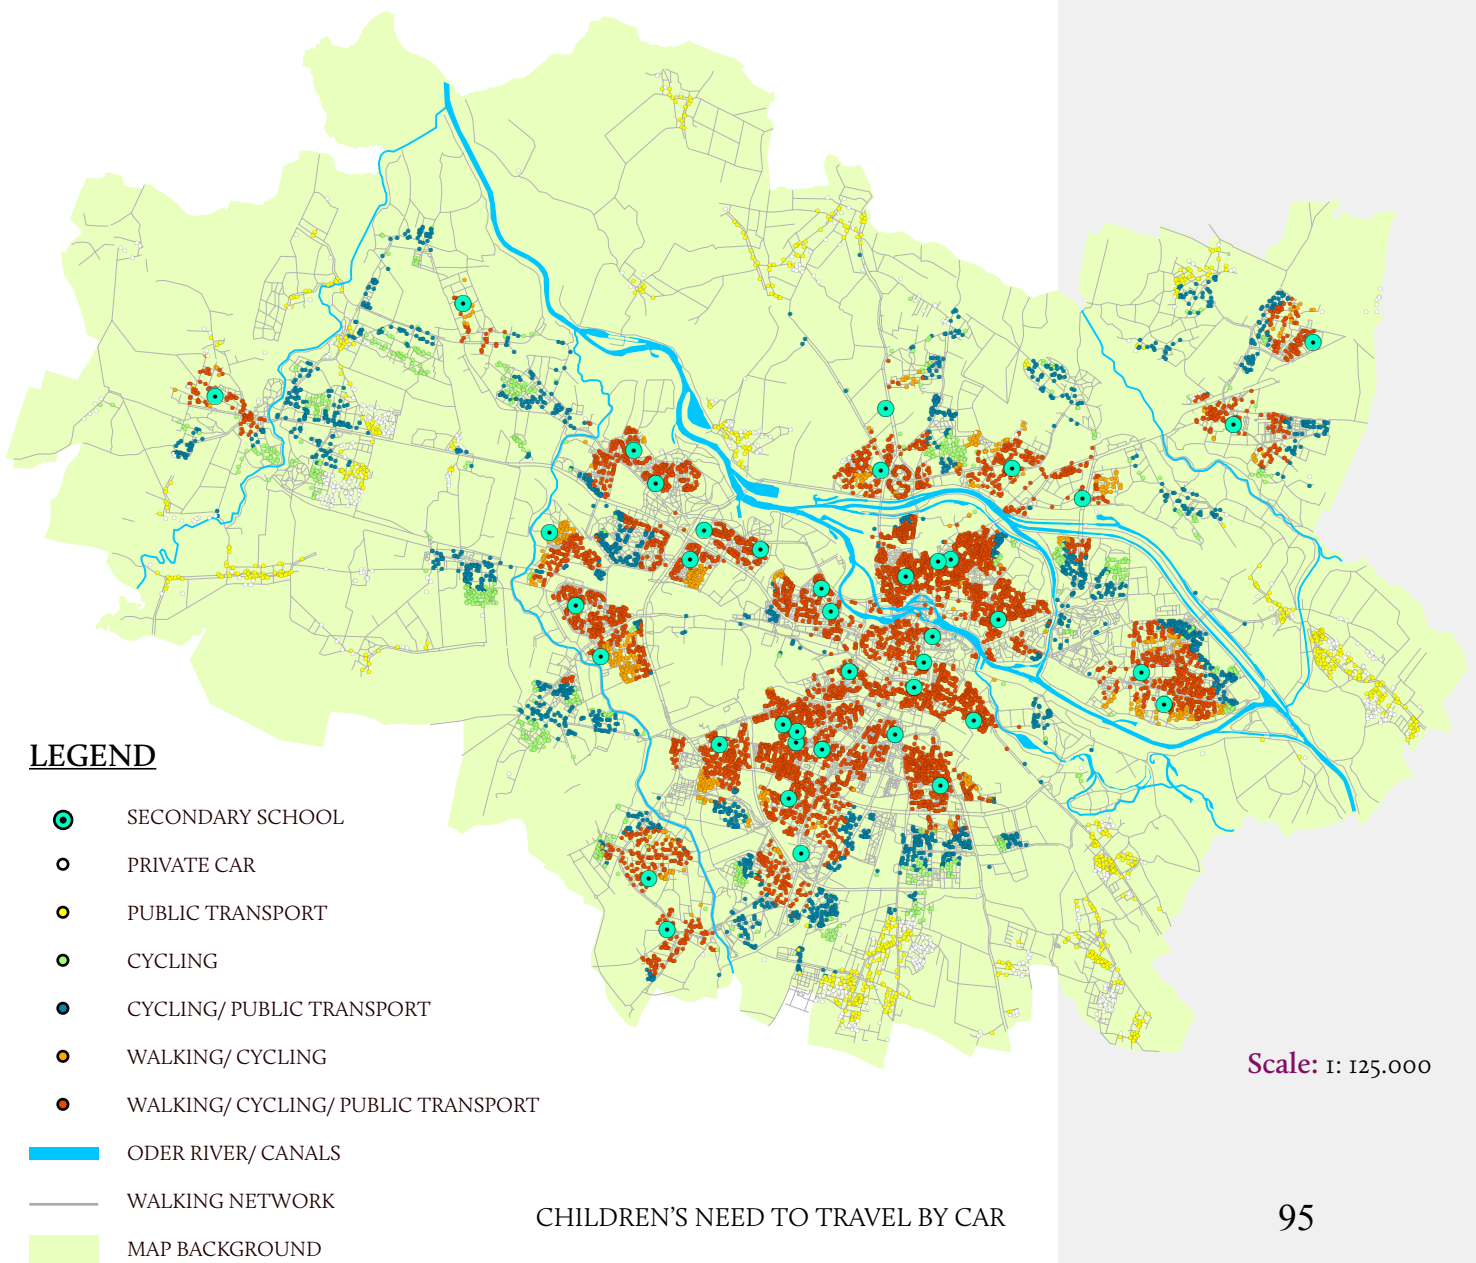 LEGEND
SECONDARY SCHOOL
PRIVATE CAR
PUBLIC TRANSPORT
CYCLING
CYCLING/ PUBLIC TRANSPORT
WALKING/ CYCLING
WALKING/ CYCLING/ PUBLIC TRANSPORT
ODER RIVER/ CANALS
WALKING NETWORK
MAP BACKGROUND
Scale: 1: 125.000
CHILDREN'S NEED TO TRAVEL BY CAR
95